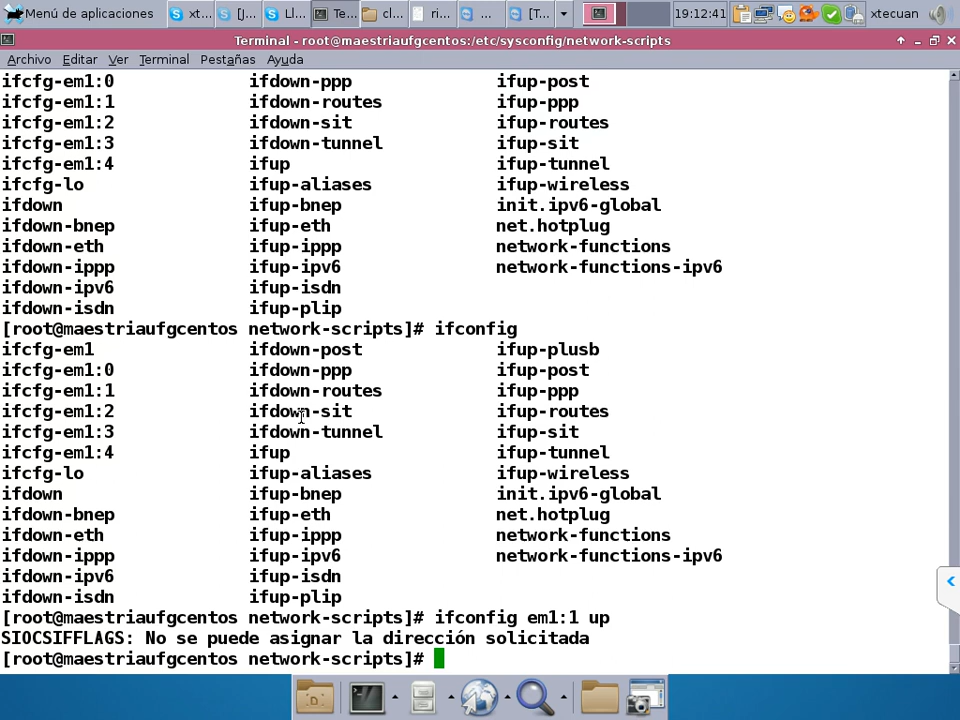 Menú de aplicaciones xt... [J... Ll... Te... cl... ri... ... [T... 19:12:41 xtecuan
Terminal - root@maestriaufgcentos:/etc/sysconfig/network-scripts
Archivo Editar Ver Terminal Pestañas Ayuda
ifcfg-em1:0 ifdown-ppp ifup-post
ifcfg-em1:1 ifdown-routes ifup-ppp
ifcfg-em1:2 ifdown-sit ifup-routes
ifcfg-em1:3 ifdown-tunnel ifup-sit
ifcfg-em1:4 ifup ifup-tunnel
ifcfg-lo ifup-aliases ifup-wireless
ifdown ifup-bnep init.ipv6-global
ifdown-bnep ifup-eth net.hotplug
ifdown-eth ifup-ippp network-functions
ifdown-ippp ifup-ipv6 network-functions-ipv6
ifdown-ipv6 ifup-isdn
ifdown-isdn ifup-plip
[root@maestriaufgcentos network-scripts]# ifconfig
ifcfg-em1 ifdown-post ifup-plusb
ifcfg-em1:0 ifdown-ppp ifup-post
ifcfg-em1:1 ifdown-routes ifup-ppp
ifcfg-em1:2 ifdown-sit ifup-routes
ifcfg-em1:3 ifdown-tunnel ifup-sit
ifcfg-em1:4 ifup ifup-tunnel
ifcfg-lo ifup-aliases ifup-wireless
ifdown ifup-bnep init.ipv6-global
ifdown-bnep ifup-eth net.hotplug
ifdown-eth ifup-ippp network-functions
ifdown-ippp ifup-ipv6 network-functions-ipv6
ifdown-ipv6 ifup-isdn
ifdown-isdn ifup-plip
[root@maestriaufgcentos network-scripts]# ifconfig em1:1 up
SIOCSIFFLAGS: No se puede asignar la dirección solicitada
[root@maestriaufgcentos network-scripts]#